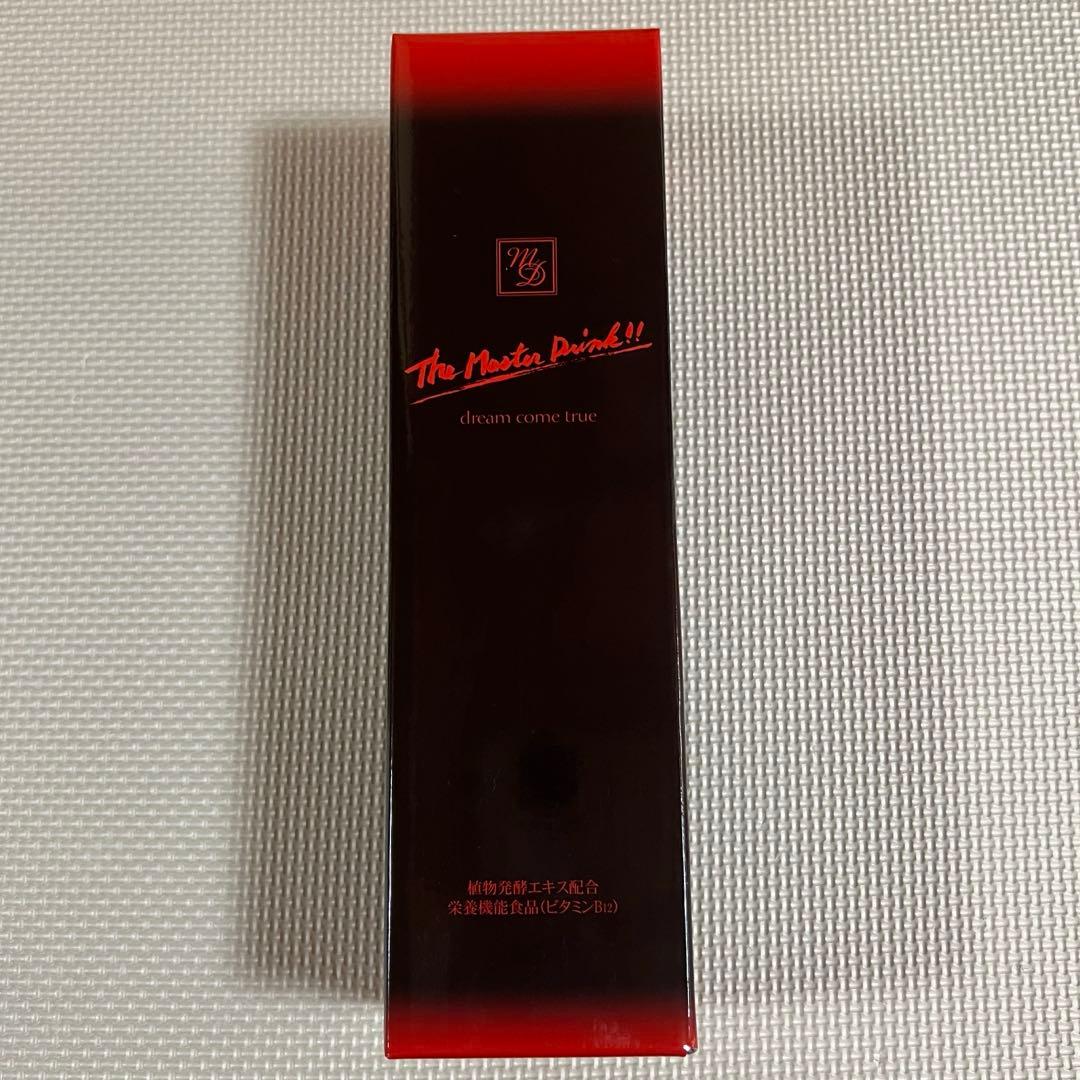 MD
The Master Drink!!
dream come true
植物発酵エキス配合
栄養機能食品(ビタミンB12)